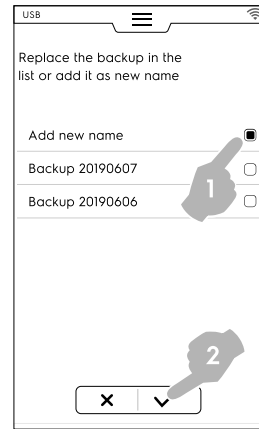 USB
Replace the backup in the
list or add it as new name
Add new name
1
Backup 20190607
Backup 20190606
2